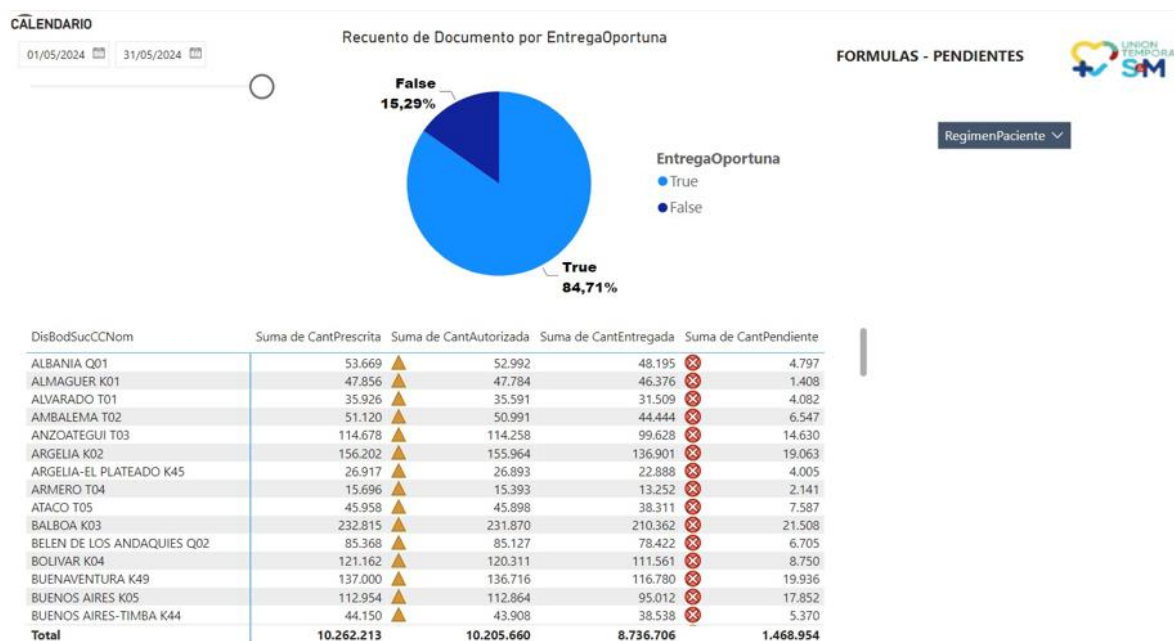 CALENDARIO
01/05/2024 31/05/2024
Recuento de Documento por EntregaOportuna
FORMULAS - PENDIENTES
UNION
TEMPORA
S&M
RegimenPaciente
False
15,29%
EntregaOportuna
True
False
True
84,71%
DisBodSucCCNom Suma de CantPrescrita Suma de CantAutorizada Suma de CantEntregada Suma de CantPendiente
ALBANIA Q01 53.669 52.992 48.195 4.797
ALMAGUER K01 47.856 47.784 46.376 1.408
ALVARADO T01 35.926 35.591 31.509 4.082
AMBALEMA T02 51.120 50.991 44.444 6.547
ANZOATEGUI T03 114.678 114.258 99.628 14.630
ARGELIA K02 156.202 155.964 136.901 19.063
ARGELIA-EL PLATEADO K45 26.917 26.893 22.888 4.005
ARMERO T04 15.696 15.393 13.252 2.141
ATACO T05 45.958 45.898 38.311 7.587
BALBOA K03 232.815 231.870 210.362 21.508
BELEN DE LOS ANDAQUIES Q02 85.368 85.127 78.422 6.705
BOLIVAR K04 121.162 120.311 111.561 8.750
BUENAVENTURA K49 137.000 136.716 116.780 19.936
BUENOS AIRES K05 112.954 112.864 95.012 17.852
BUENOS AIRES-TIMBA K44 44.150 43.908 38.538 5.370
Total 10.262.213 10.205.660 8.736.706 1.468.954